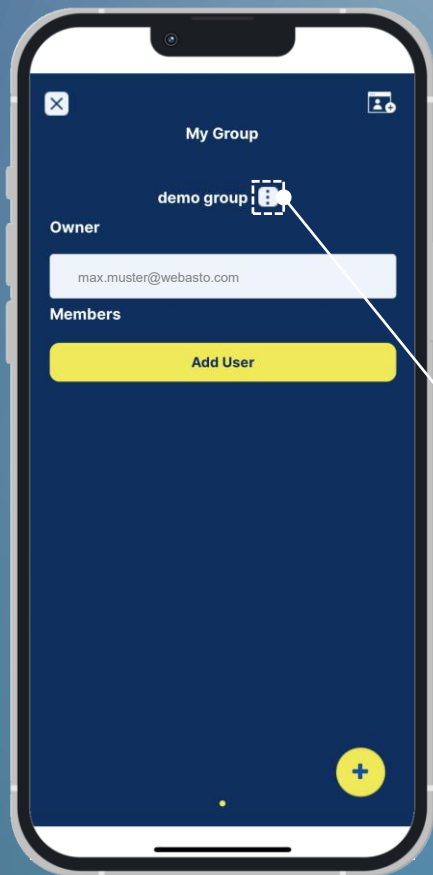 My Group
demo group
Owner
max.muster@webasto.com
Members
Add User